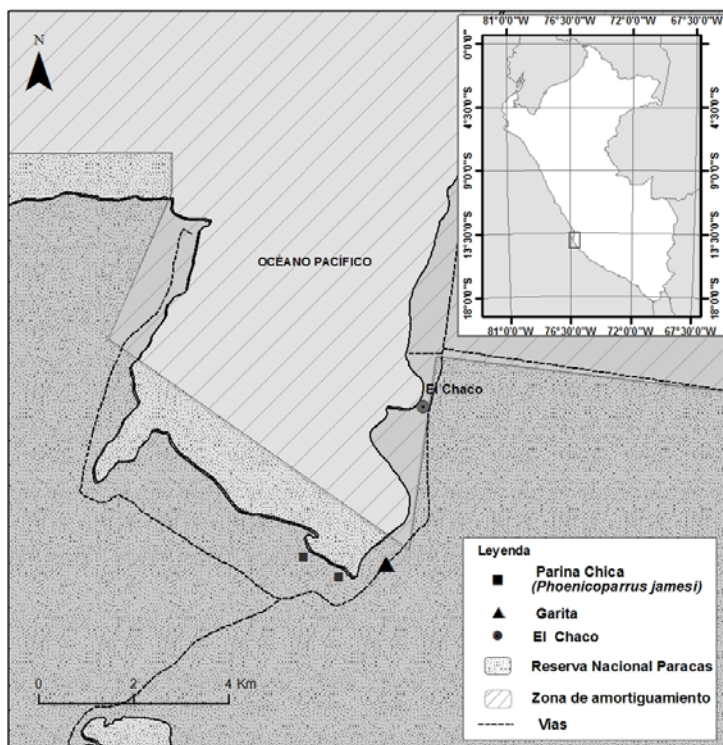 N
OCÉANO PACÍFICO
El Chaco
0 2 4 Km
81°0'0"W 76°30'0"W 72°0'0"W 67°30'0"W
0°0'0"
4°30'0"S
9°0'0"S
13°30'0"S
18°0'0"S
0°0'0"
4°30'0"S
9°0'0"S
13°30'0"S
18°0'0"S
81°0'0"W 76°30'0"W 72°0'0"W 67°30'0"W
Leyenda
Parina Chica
(Phoenicoparrus jamesi)
Garita
El Chaco
Reserva Nacional Paracas
Zona de amortiguamiento
Vias